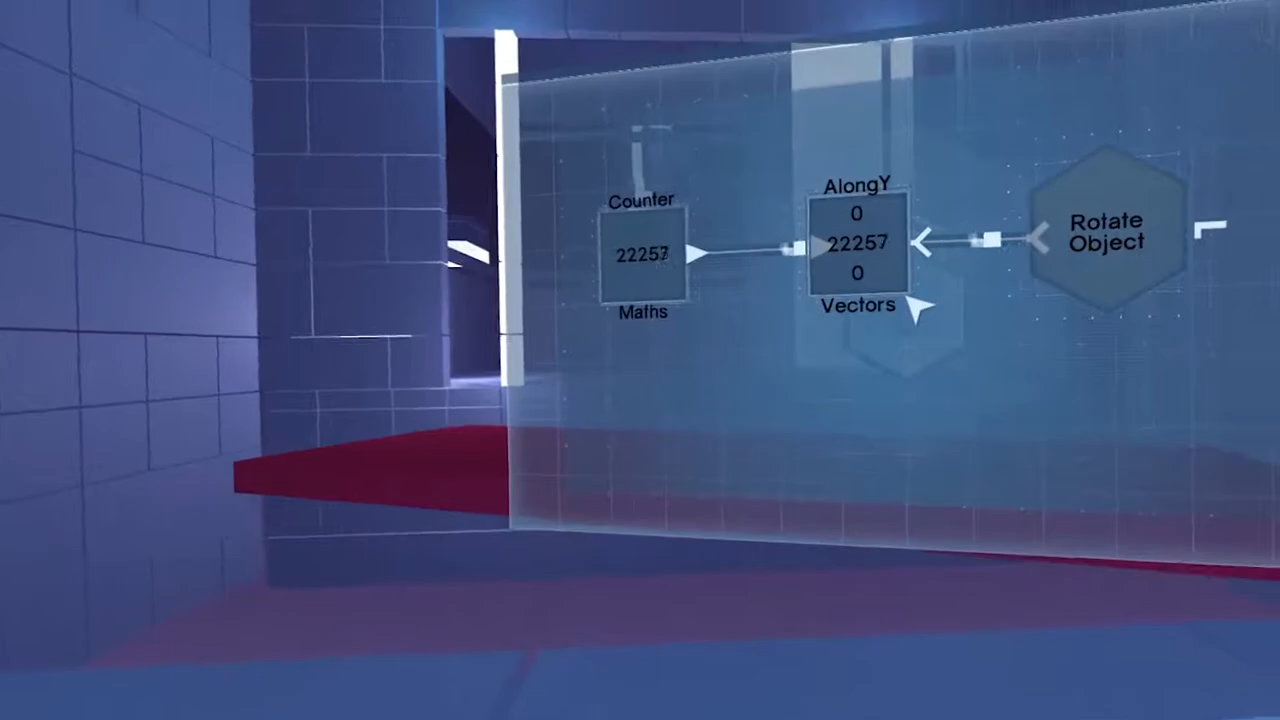 Counter
22257
Maths
AlongY
0
22257
0
Vectors
Rotate
Object